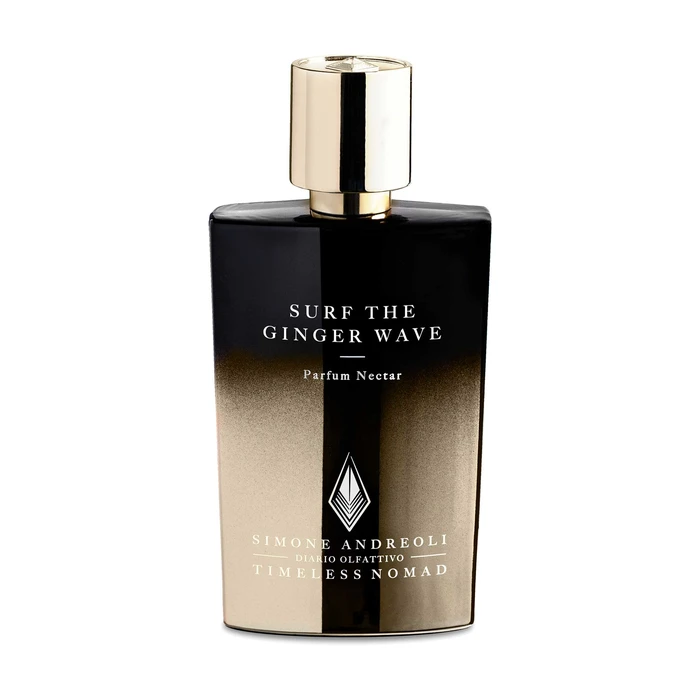 SURF THE
GINGER WAVE
Parfum Nectar
SIMONE ANDREOLI
DIARIO OLFATTIVO
TIMELESS NOMAD